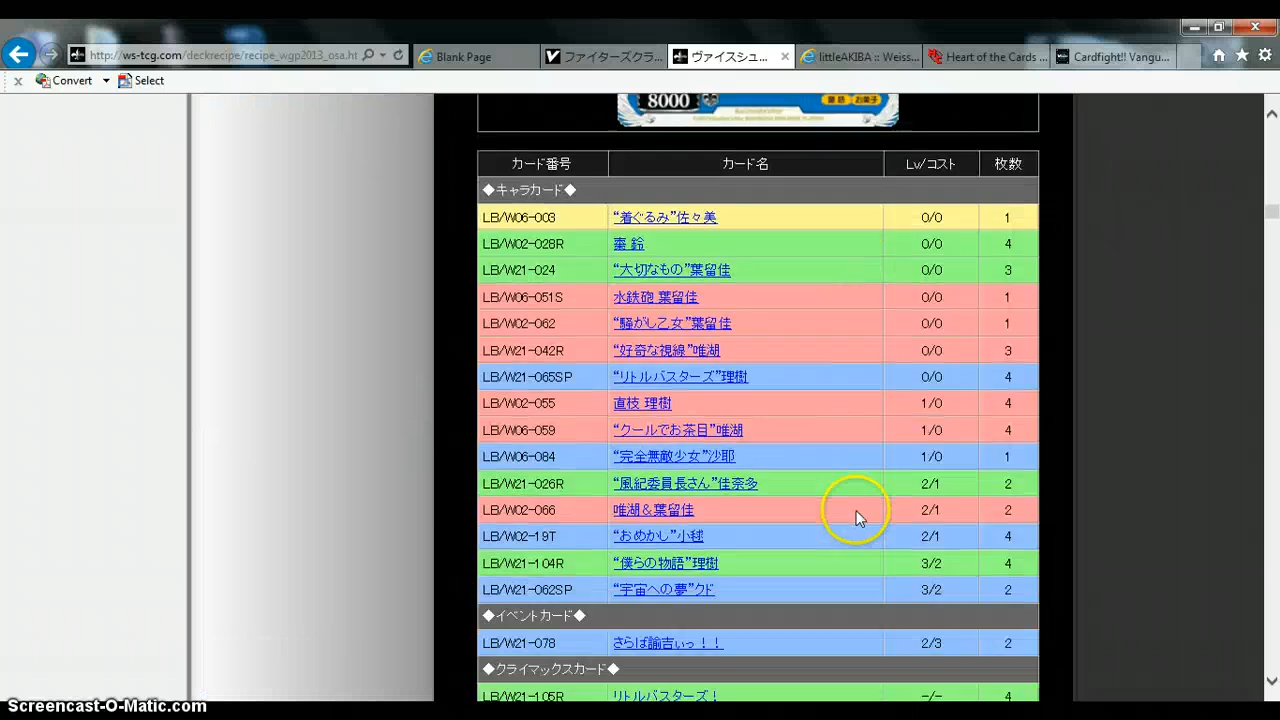 http://ws-tcg.com/deckrecipe/recipe_wgp2013_osa.ht
Blank Page
ファイターズクラ...
ヴァイスシュ...
littleAKIBA :: Weiss...
Heart of the Cards ...
Cardfight!! Vangu...
x Convert Select
8000
カード番号 カード名 Lv/コスト 枚数
◆キャラカード◆
LB/W06-003 “着ぐるみ”佐々美 0/0 1
LB/W02-028R 棗 鈴 0/0 4
LB/W21-024 “大切なもの”葉留佳 0/0 3
LB/W06-051S 水鉄砲 葉留佳 0/0 1
LB/W02-062 “騒がし乙女”葉留佳 0/0 1
LB/W21-042R “好奇な視線”唯湖 0/0 3
LB/W21-065SP “リトルバスターズ”理樹 0/0 4
LB/W02-055 直枝 理樹 1/0 4
LB/W06-059 “クールでお茶目”唯湖 1/0 4
LB/W06-084 “完全無敵少女”沙耶 1/0 1
LB/W21-026R “風紀委員長さん”佳奈多 2/1 2
LB/W02-066 唯湖＆葉留佳 2/1 2
LB/W02-19T “おめかし”小毬 2/1 4
LB/W21-104R “僕らの物語”理樹 3/2 4
LB/W21-062SP “宇宙への夢”クド 3/2 2
◆イベントカード◆
LB/W21-078 さらば諭吉ぃっ！！ 2/3 2
◆クライマックスカード◆
LB/W21-105R リトルバスターズ！ -/- 4
Screencast-O-Matic.com